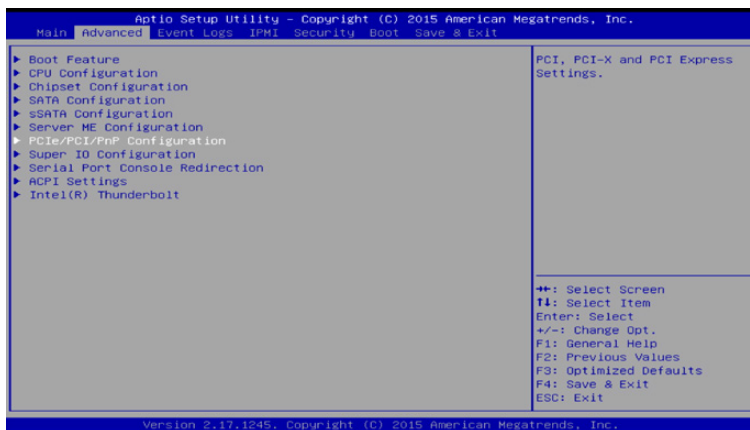 Aptio Setup Utility – Copyright (C) 2015 American Megatrends, Inc.
Main Advanced Event Logs IPMI Security Boot Save & Exit
Boot Feature
CPU Configuration
Chipset Configuration
SATA Configuration
sSATA Configuration
Server ME Configuration
PCIe/PCI/PnP Configuration
Super IO Configuration
Serial Port Console Redirection
ACPI Settings
Intel(R) Thunderbolt
PCI, PCI-X and PCI Express
Settings.
→←: Select Screen
↑↓: Select Item
Enter: Select
+/-: Change Opt.
F1: General Help
F2: Previous Values
F3: Optimized Defaults
F4: Save & Exit
ESC: Exit
Version 2.17.1245. Copyright (C) 2015 American Megatrends, Inc.